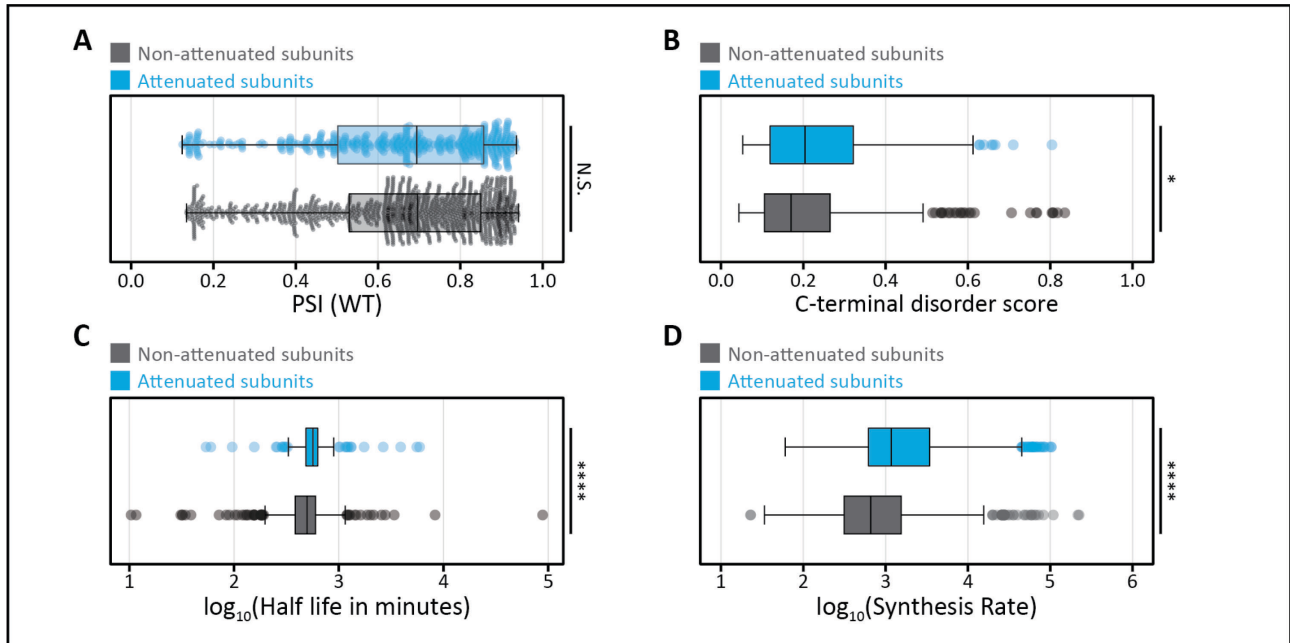 A
Non-attenuated subunits
Attenuated subunits
N.S.
0.0 0.2 0.4 0.6 0.8 1.0
PSI (WT)
B
Non-attenuated subunits
Attenuated subunits
*
0.0 0.2 0.4 0.6 0.8 1.0
C-terminal disorder score
C
Non-attenuated subunits
Attenuated subunits
****
1 2 3 4 5
log₁₀(Half life in minutes)
D
Non-attenuated subunits
Attenuated subunits
****
1 2 3 4 5 6
log₁₀(Synthesis Rate)